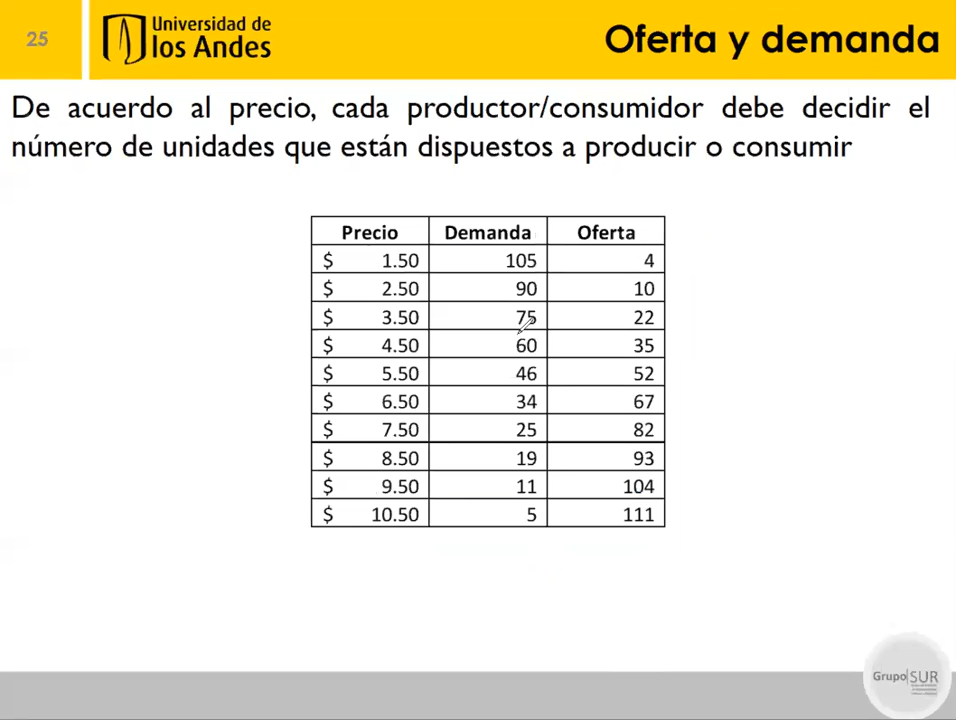 25
Universidad de
los Andes
Oferta y demanda
De acuerdo al precio, cada productor/consumidor debe decidir el
número de unidades que están dispuestos a producir o consumir
Precio Demanda Oferta
$ 1.50 105 4
$ 2.50 90 10
$ 3.50 75 22
$ 4.50 60 35
$ 5.50 46 52
$ 6.50 34 67
$ 7.50 25 82
$ 8.50 19 93
$ 9.50 11 104
$ 10.50 5 111
Grupo|SUR